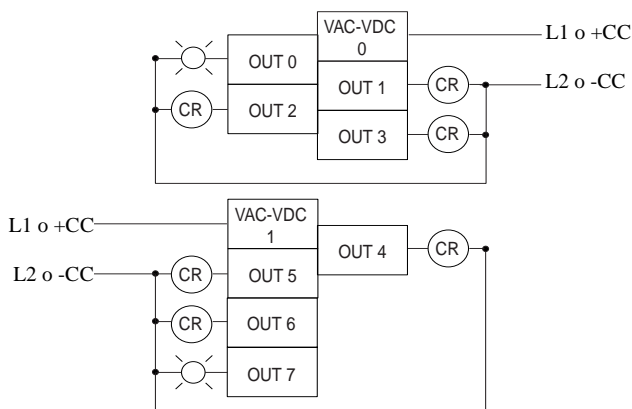 VAC-VDC
0
L1 o +CC
OUT 0
OUT 1
CR
L2 o -CC
CR
OUT 2
OUT 3
CR
VAC-VDC
1
L1 o +CC
OUT 4
CR
L2 o -CC
CR
OUT 5
CR
OUT 6
OUT 7